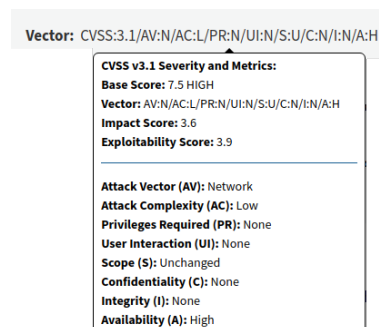 Vector: CVSS:3.1/AV:N/AC:L/PR:N/UI:N/S:U/C:N/I:N/A:H
CVSS v3.1 Severity and Metrics:
Base Score: 7.5 HIGH
Vector: AV:N/AC:L/PR:N/UI:N/S:U/C:N/I:N/A:H
Impact Score: 3.6
Exploitability Score: 3.9
Attack Vector (AV): Network
Attack Complexity (AC): Low
Privileges Required (PR): None
User Interaction (UI): None
Scope (S): Unchanged
Confidentiality (C): None
Integrity (I): None
Availability (A): High